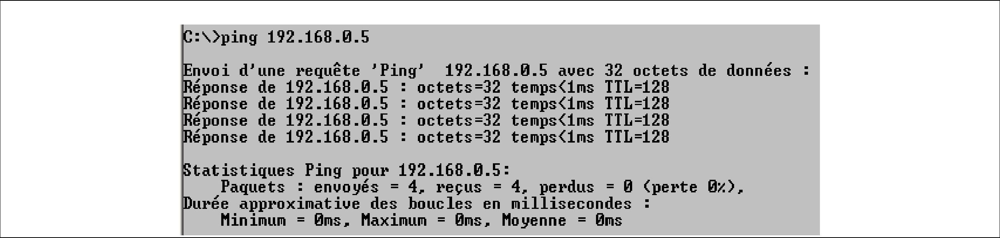 C:\>ping 192.168.0.5
Envoi d'une requête 'Ping'  192.168.0.5 avec 32 octets de données :
Réponse de 192.168.0.5 : octets=32 temps<1ms TTL=128
Réponse de 192.168.0.5 : octets=32 temps<1ms TTL=128
Réponse de 192.168.0.5 : octets=32 temps<1ms TTL=128
Réponse de 192.168.0.5 : octets=32 temps<1ms TTL=128
Statistiques Ping pour 192.168.0.5:
    Paquets : envoyés = 4, reçus = 4, perdus = 0 (perte 0%),
Durée approximative des boucles en millisecondes :
    Minimum = 0ms, Maximum = 0ms, Moyenne = 0ms